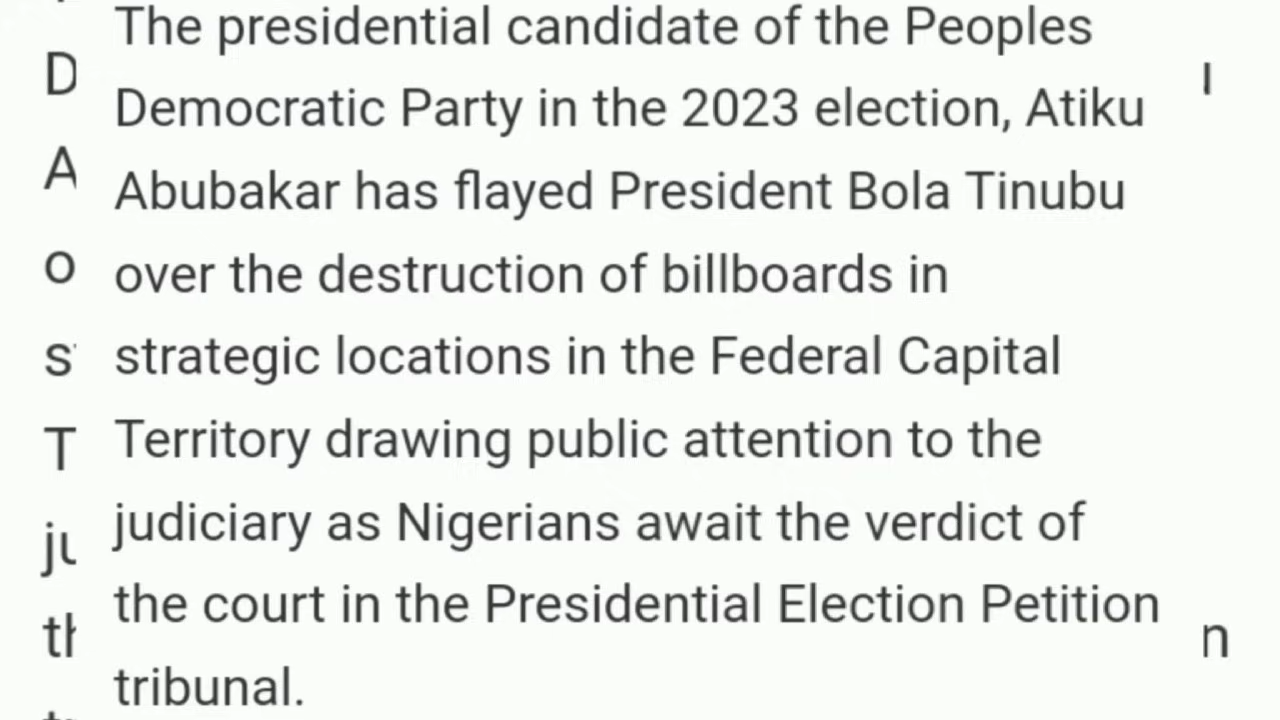 The presidential candidate of the Peoples
Democratic Party in the 2023 election, Atiku
Abubakar has flayed President Bola Tinubu
over the destruction of billboards in
strategic locations in the Federal Capital
Territory drawing public attention to the
judiciary as Nigerians await the verdict of
the court in the Presidential Election Petition
tribunal.